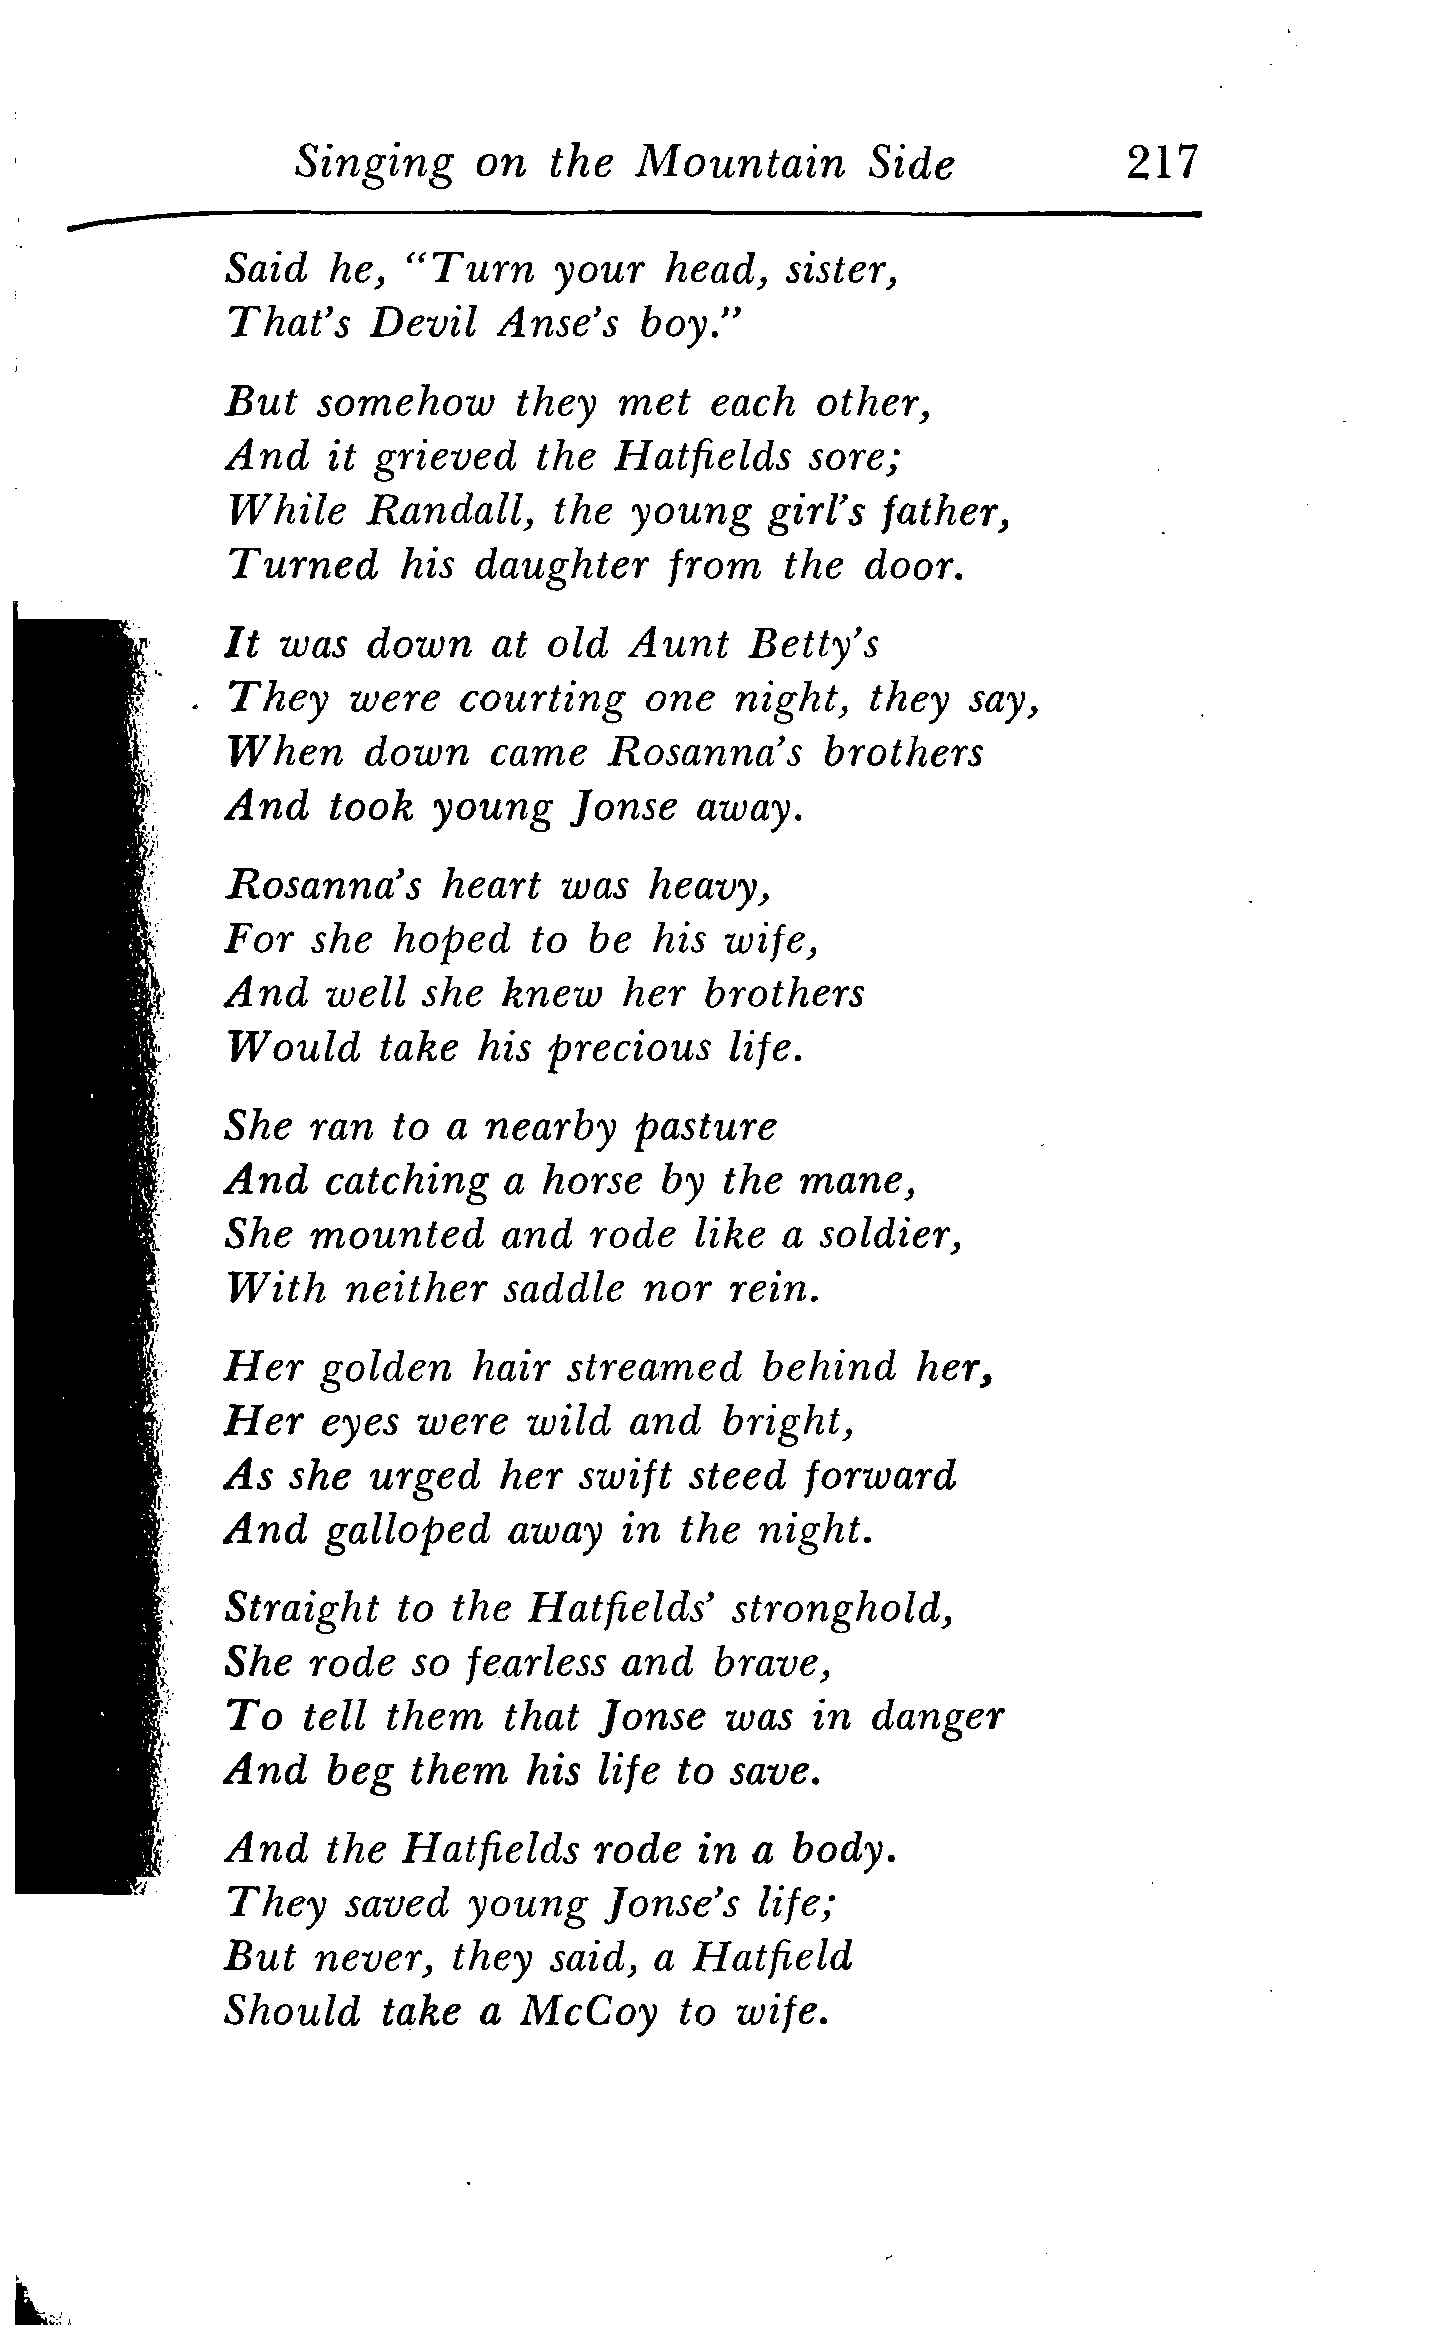 Singing on the Mountain Side 217
Said he, “Turn your head, sister,
That’s Devil Anse’s boy.”
But somehow they met each other,
And it grieved the Hatfields sore;
While Randall, the young girl’s father,
Turned his daughter from the door.
It was down at old Aunt Betty’s
They were courting one night, they say,
When down came Rosanna’s brothers
And took young Jonse away.
Rosanna’s heart was heavy,
For she hoped to be his wife,
And well she knew her brothers
Would take his precious life.
She ran to a nearby pasture
And catching a horse by the mane,
She mounted and rode like a soldier,
With neither saddle nor rein.
Her golden hair streamed behind her,
Her eyes were wild and bright,
As she urged her swift steed forward
And galloped away in the night.
Straight to the Hatfields’ stronghold,
She rode so fearless and brave,
To tell them that Jonse was in danger
And beg them his life to save.
And the Hatfields rode in a body.
They saved young Jonse’s life;
But never, they said, a Hatfield
Should take a McCoy to wife.